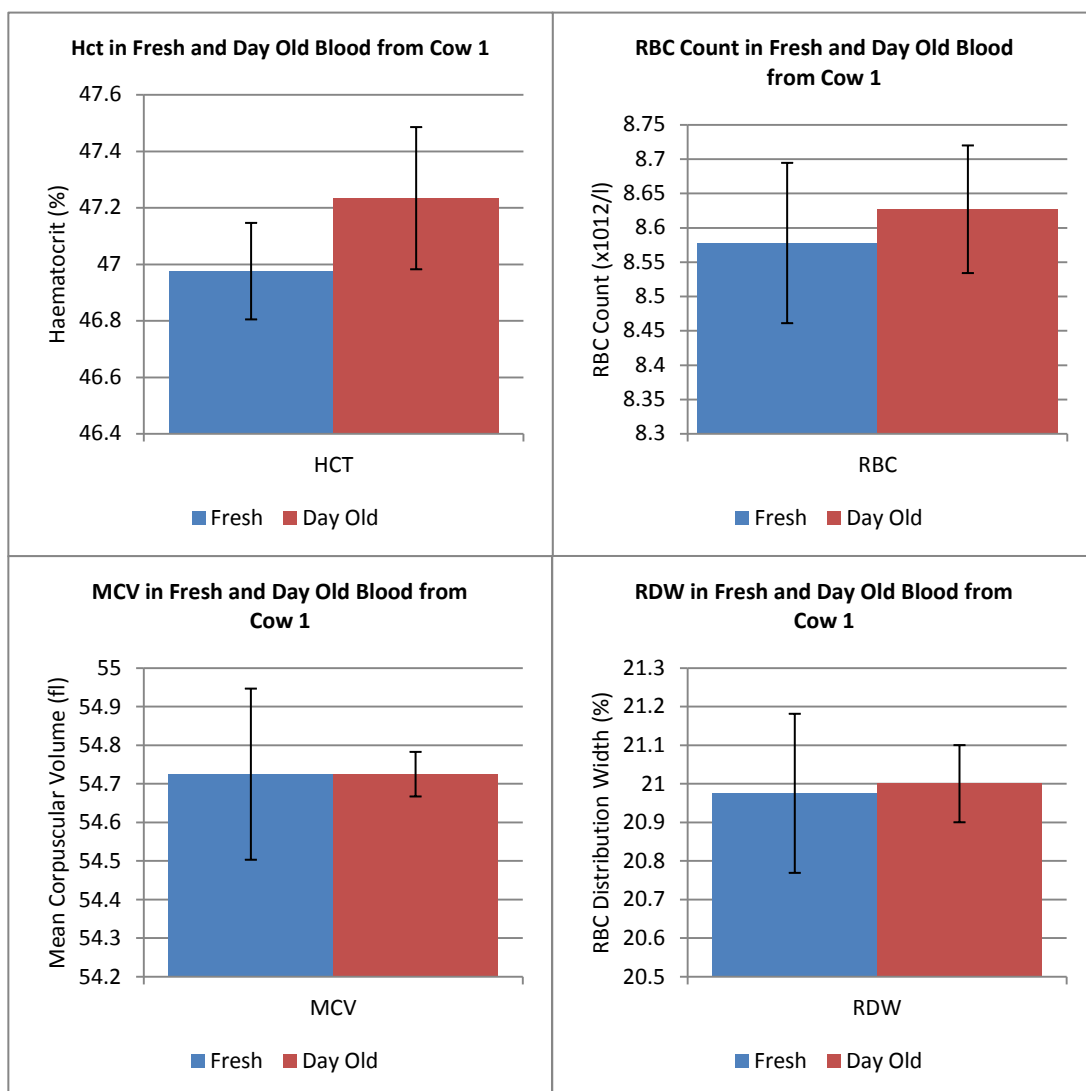 Hct in Fresh and Day Old Blood from Cow 1
Haematocrit (%)
47.6
47.4
47.2
47
46.8
46.6
46.4
HCT
Fresh Day Old
RBC Count in Fresh and Day Old Blood
from Cow 1
RBC Count (x1012/l)
8.75
8.7
8.65
8.6
8.55
8.5
8.45
8.4
8.35
8.3
RBC
Fresh Day Old
MCV in Fresh and Day Old Blood from
Cow 1
Mean Corpuscular Volume (fl)
55
54.9
54.8
54.7
54.6
54.5
54.4
54.3
54.2
MCV
Fresh Day Old
RDW in Fresh and Day Old Blood from
Cow 1
RBC Distribution Width (%)
21.3
21.2
21.1
21
20.9
20.8
20.7
20.6
20.5
RDW
Fresh Day Old